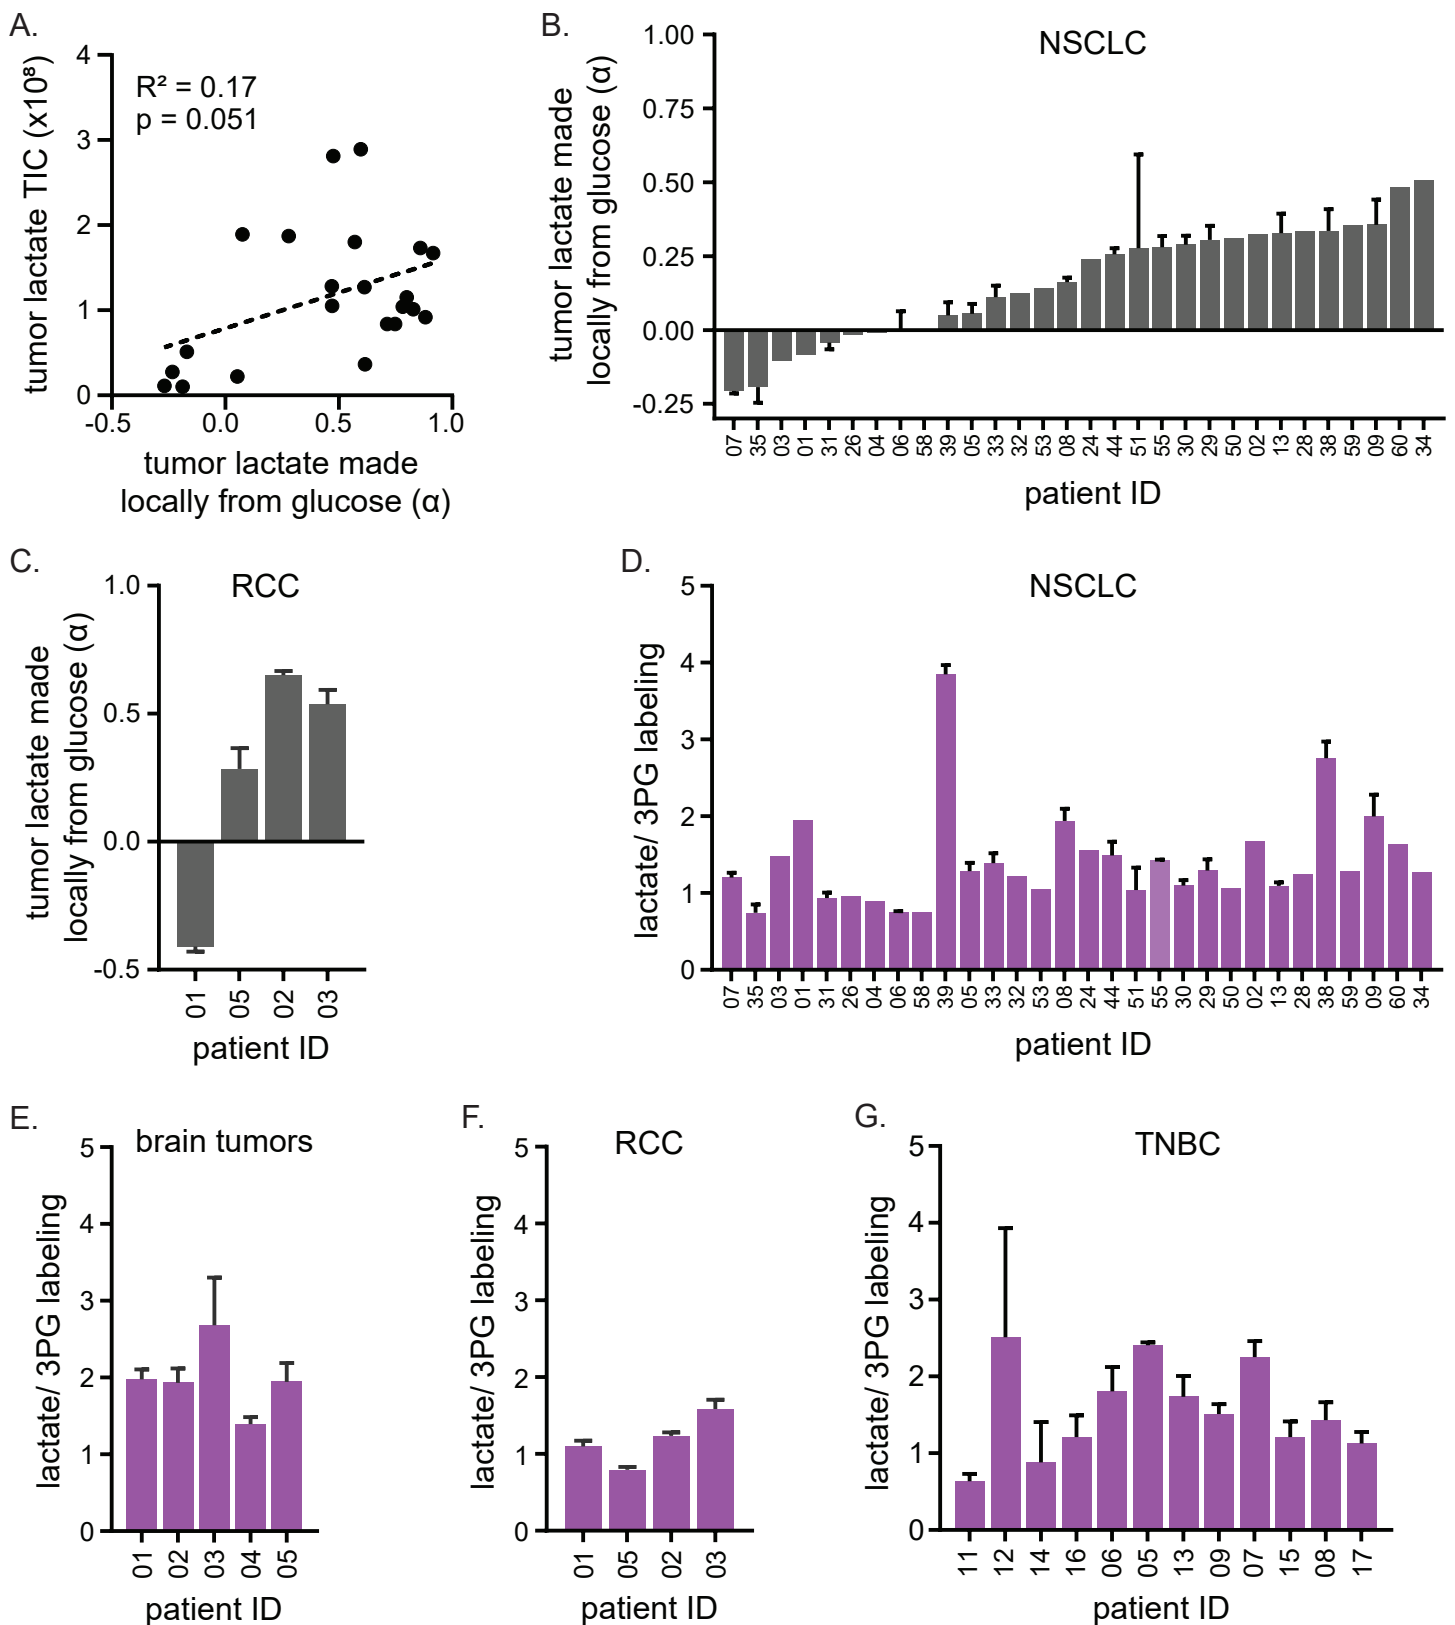 A.
tumor lactate TIC (x10⁸)
4
3
2
1
0
R² = 0.17
p = 0.051
-0.5
0.0
0.5
1.0
tumor lactate made
locally from glucose (α)
B.
NSCLC
tumor lactate made
locally from glucose (α)
1.00
0.75
0.50
0.25
0.00
-0.25
07 35 03 01 31 26 04 06 58 39 05 33 32 53 08 24 44 51 55 30 29 50 02 13 28 38 59 09 60 34
patient ID
C.
RCC
tumor lactate made
locally from glucose (α)
1.0
0.5
0.0
-0.5
01 05 02 03
patient ID
D.
NSCLC
lactate/ 3PG labeling
5
4
3
2
1
0
07 35 03 01 31 26 04 06 58 39 05 33 32 53 08 24 44 51 55 30 29 50 02 13 28 38 59 09 60 34
patient ID
E.
brain tumors
lactate/ 3PG labeling
5
4
3
2
1
0
01 02 03 04 05
patient ID
F.
RCC
lactate/ 3PG labeling
5
4
3
2
1
0
01 05 02 03
patient ID
G.
TNBC
lactate/ 3PG labeling
5
4
3
2
1
0
11 12 14 16 06 05 13 09 07 15 08 17
patient ID